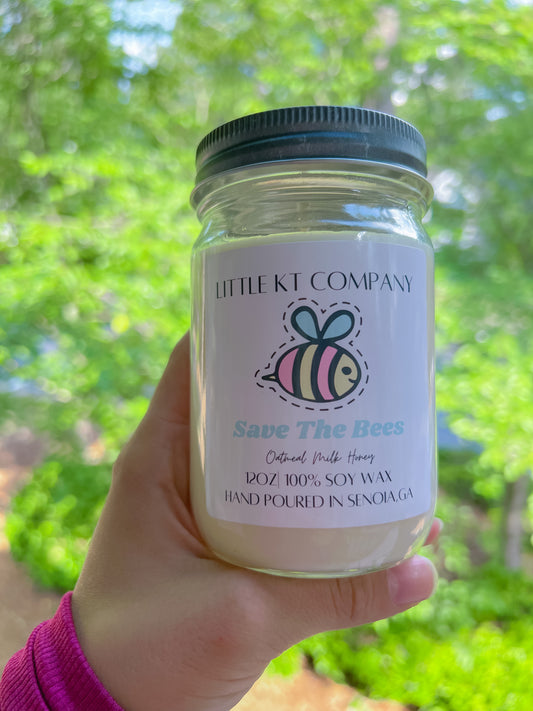 LITTLE KT COMPANY
Save The Bees
Oatmeal Milk Honey
12OZ| 100% SOY WAX
HAND POURED IN SENOIA,GA